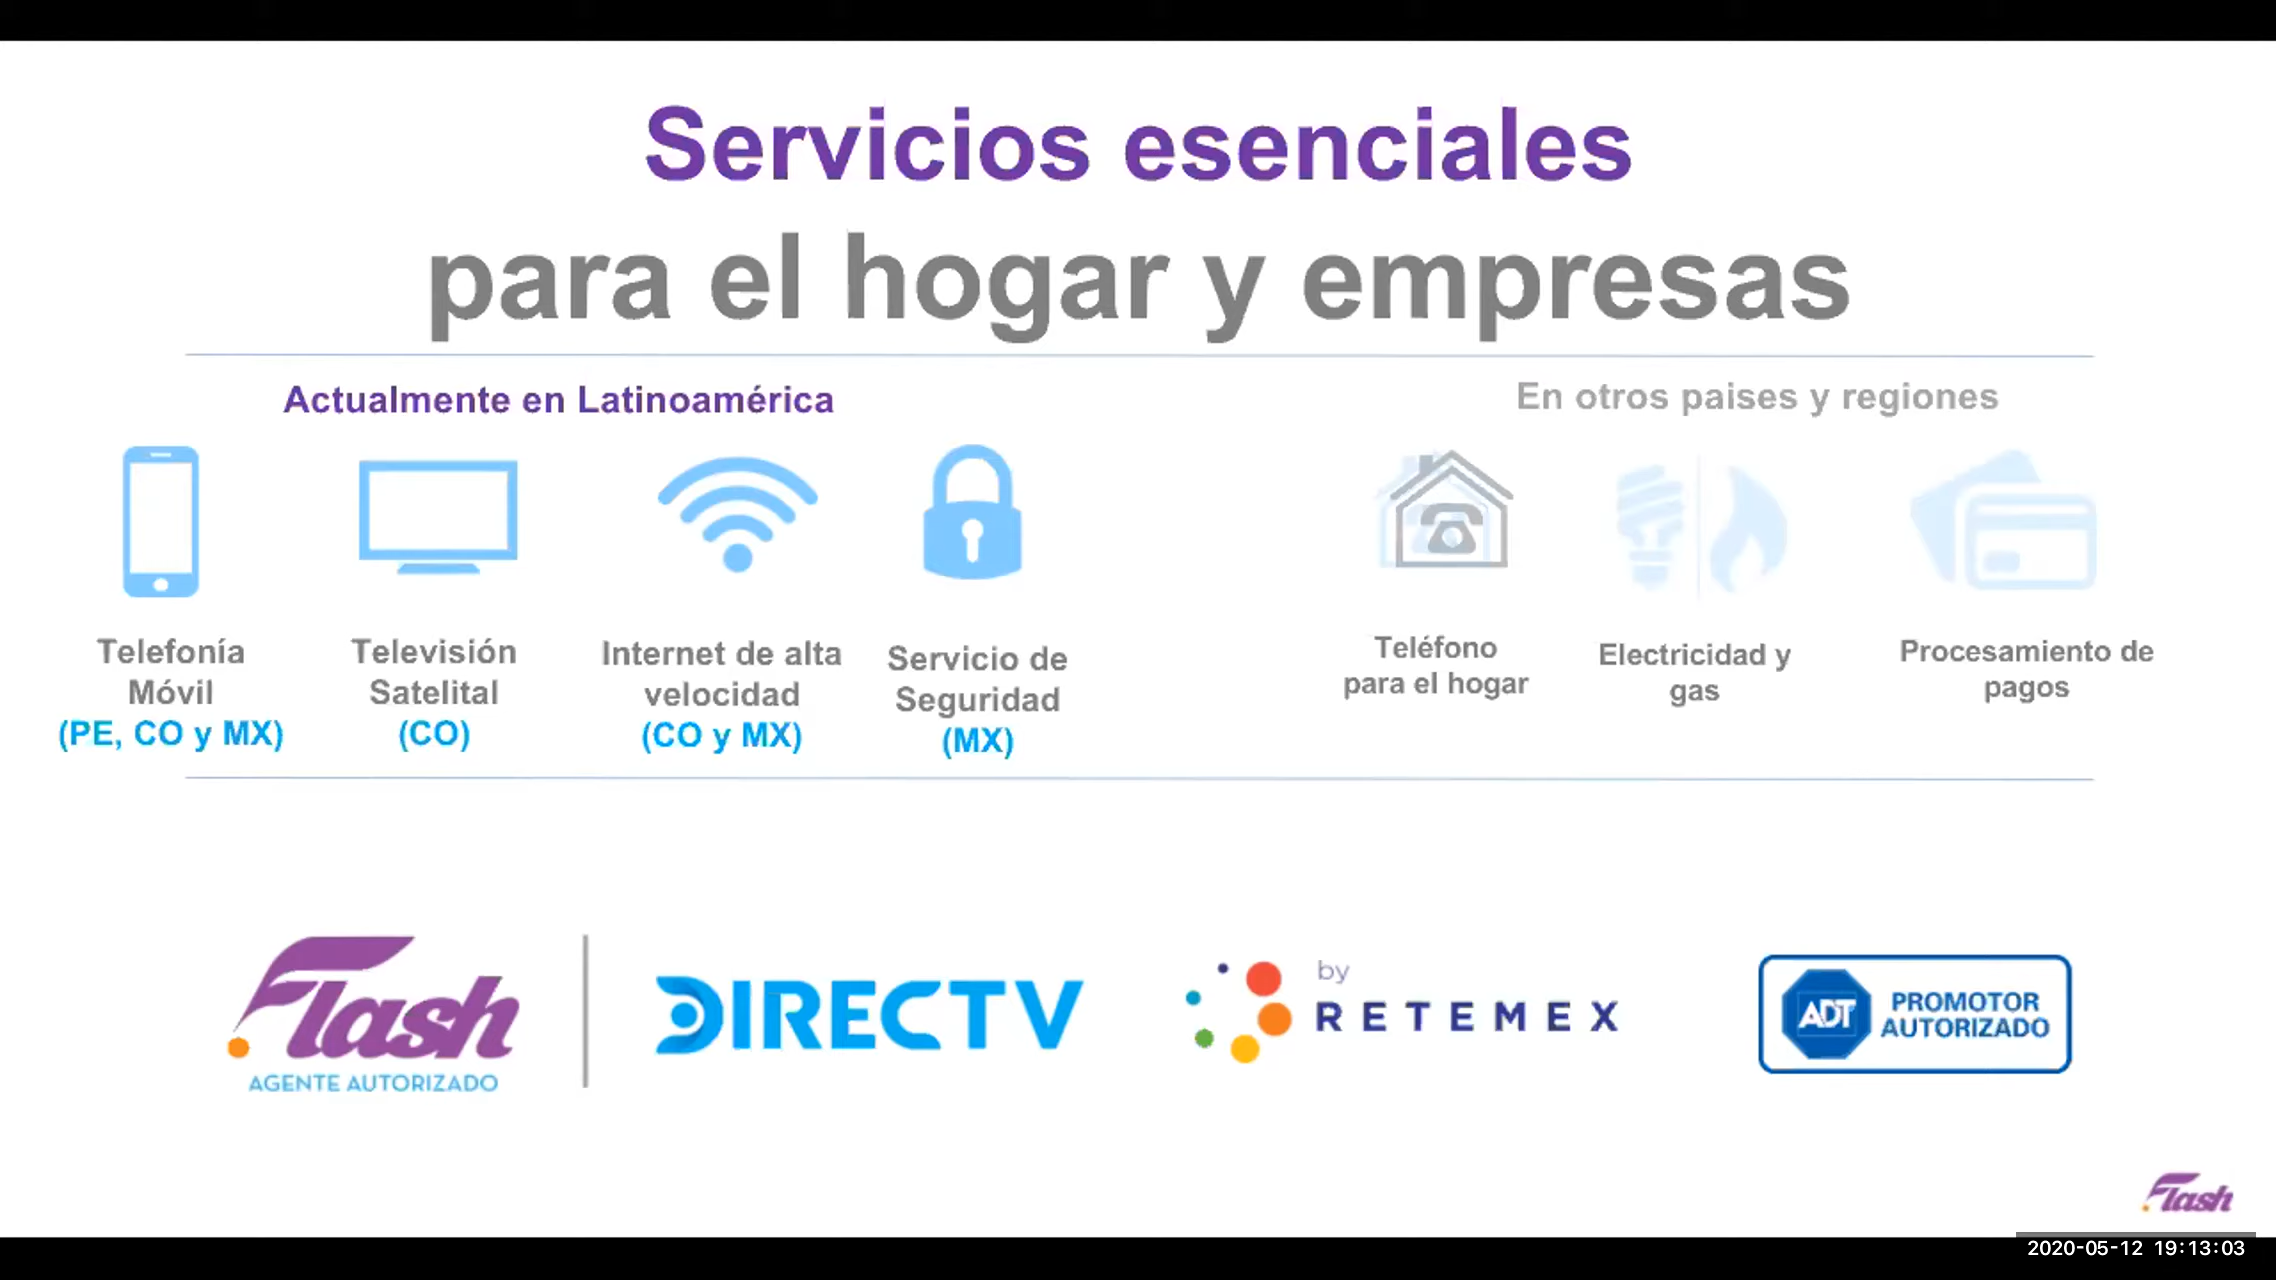 Servicios esenciales
para el hogar y empresas
Actualmente en Latinoamérica
En otros paises y regiones
Telefonía
Móvil
(PE, CO y MX)
Televisión
Satelital
(CO)
Internet de alta
velocidad
(CO y MX)
Servicio de
Seguridad
(MX)
Teléfono
para el hogar
Electricidad y
gas
Procesamiento de
pagos
Flash
AGENTE AUTORIZADO
DIRECTV
by
RETEMEX
ADT
PROMOTOR
AUTORIZADO
Flash
2020-05-12 19:13:03